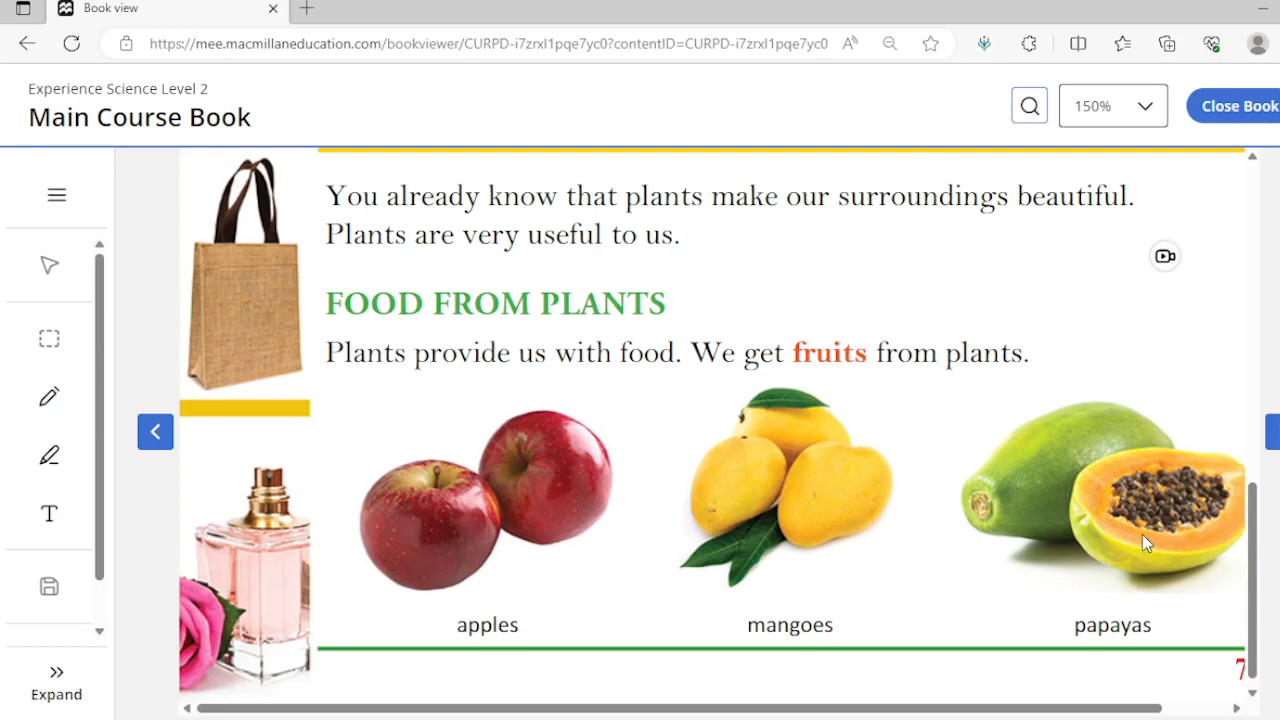 Book view
https://mee.macmillaneducation.com/bookviewer/CURPD-i7zrxl1pqe7yc0?contentID=CURPD-i7zrxl1pqe7yc0
Experience Science Level 2
Main Course Book
150%
Close Book
You already know that plants make our surroundings beautiful.
Plants are very useful to us.
FOOD FROM PLANTS
Plants provide us with food. We get fruits from plants.
apples mangoes papayas
7
Expand